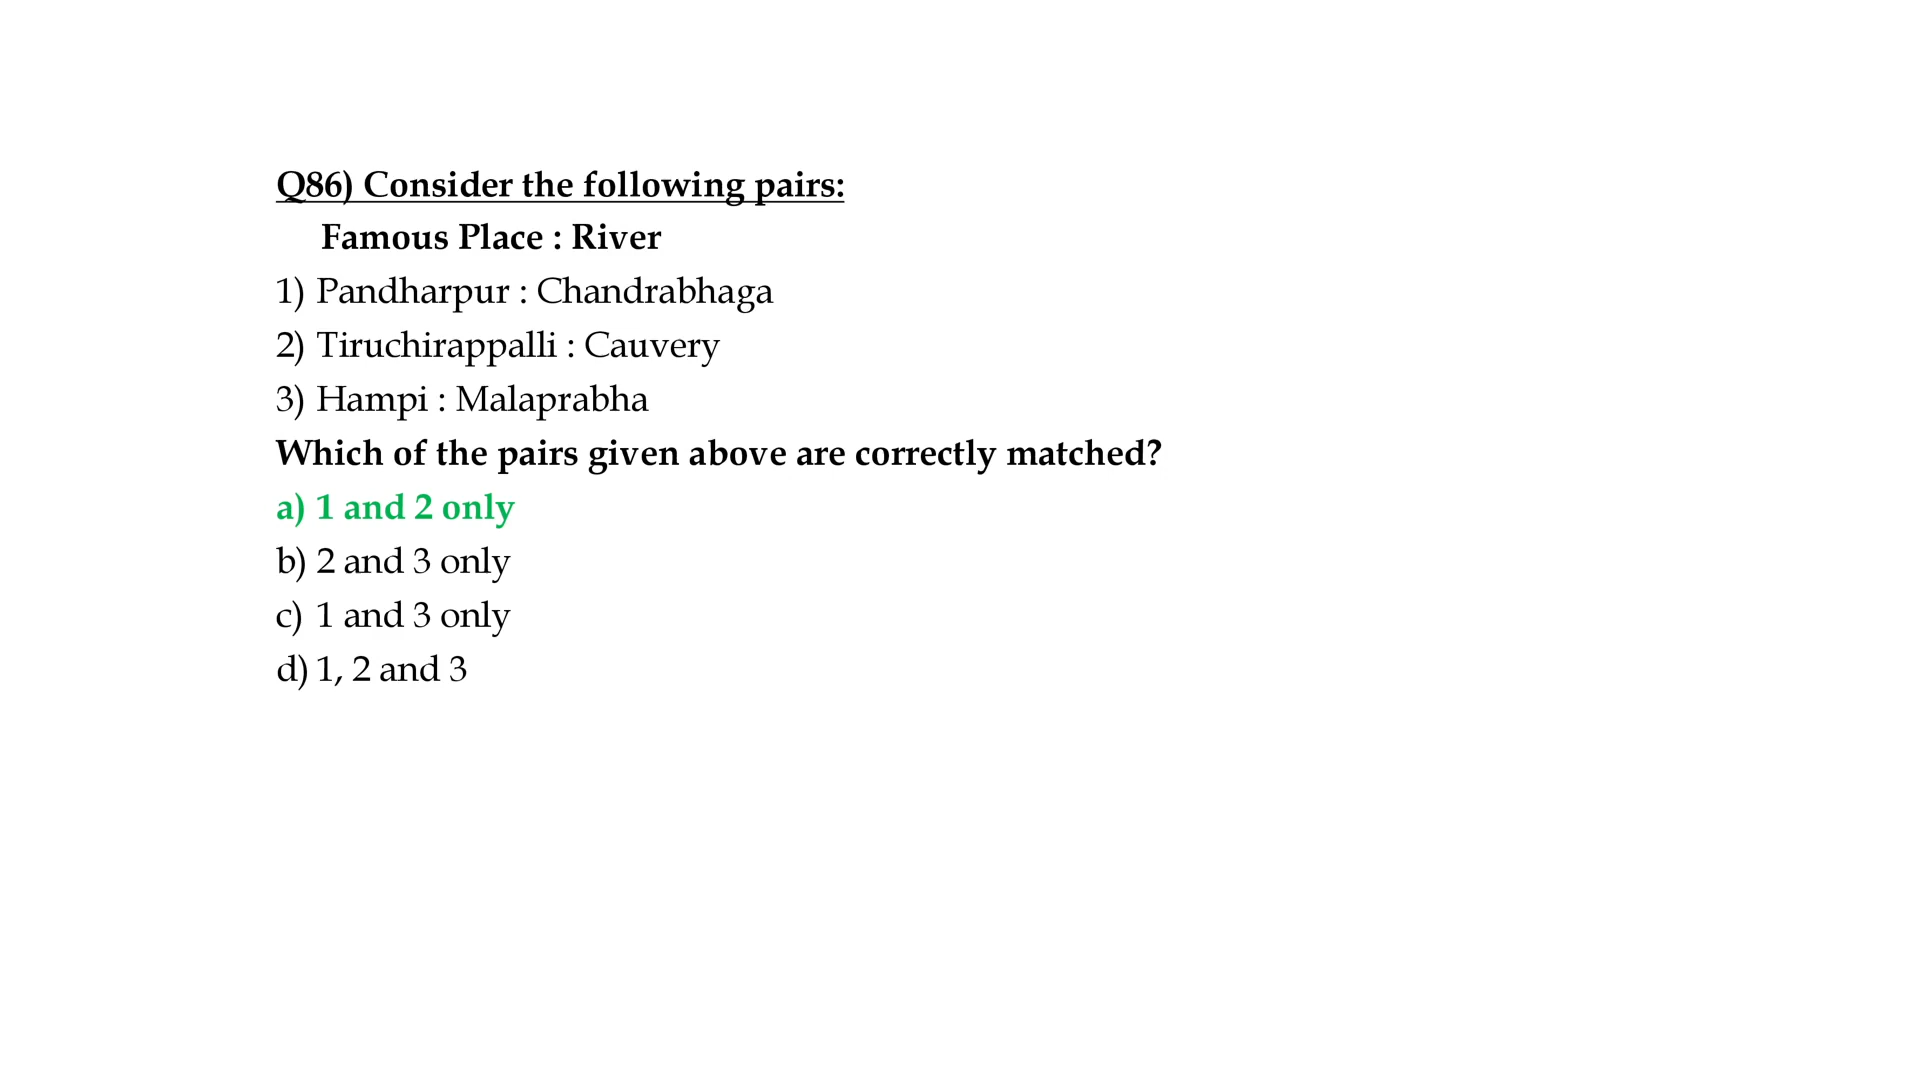 Q86) Consider the following pairs:
Famous Place : River
1) Pandharpur : Chandrabhaga
2) Tiruchirappalli : Cauvery
3) Hampi : Malaprabha
Which of the pairs given above are correctly matched?
a) 1 and 2 only
b) 2 and 3 only
c) 1 and 3 only
d) 1, 2 and 3